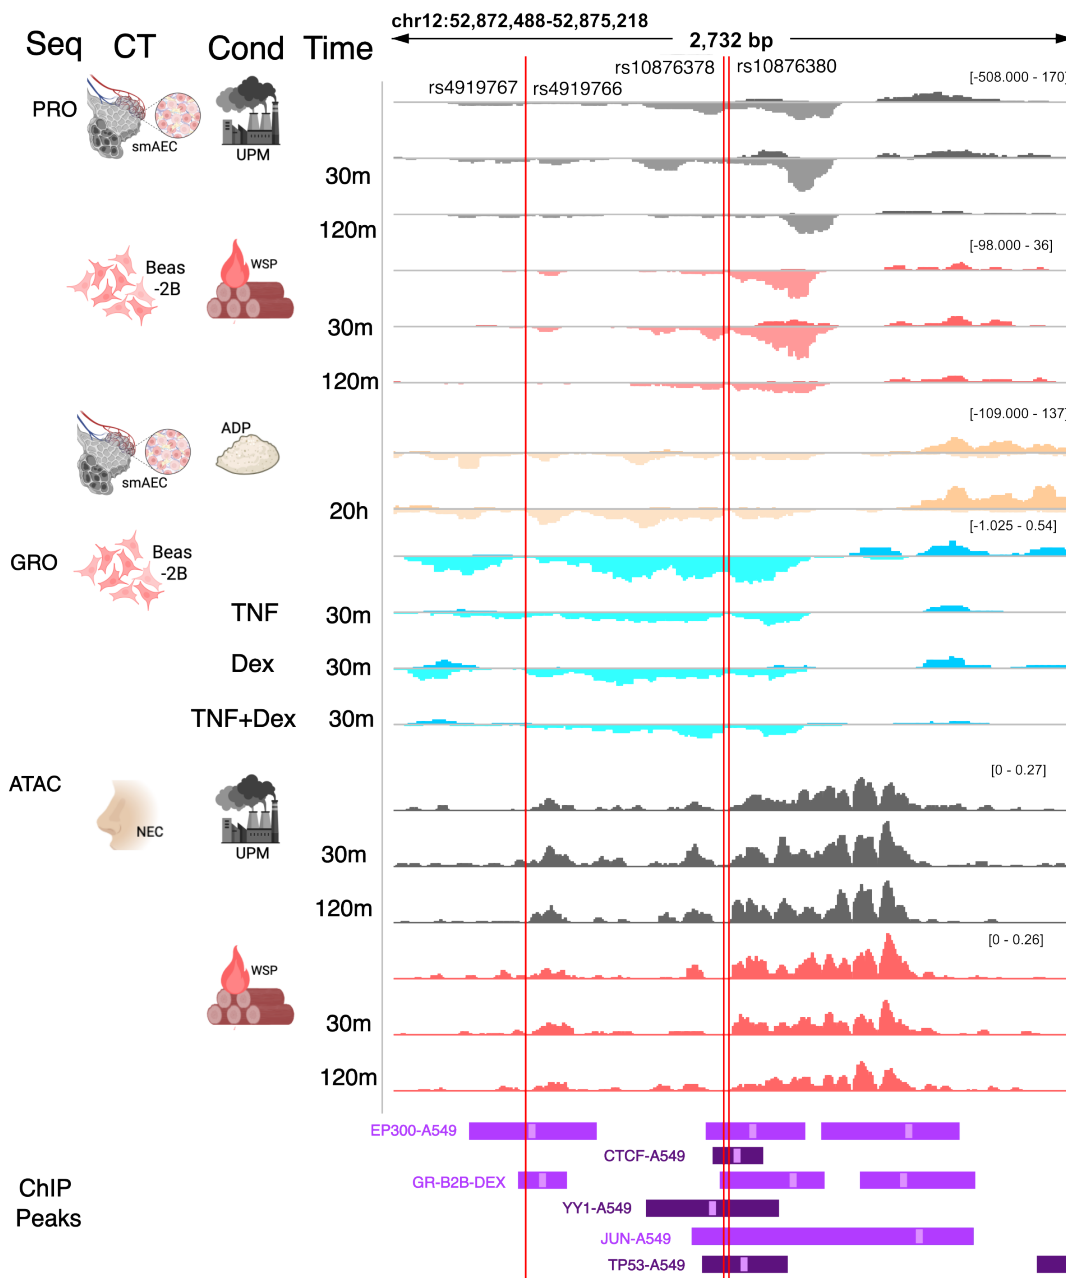 chr12:52,872,488-52,875,218
Seq CT Cond Time
2,732 bp
rs10876378 rs10876380
rs4919767 rs4919766
[-508.000 - 170]
PRO
smAEC
UPM
30m
120m
[-98.000 - 36]
Beas
-2B
WSP
30m
120m
[-109.000 - 137]
ADP
smAEC
20h
[-1.025 - 0.54]
GRO
Beas
-2B
TNF 30m
Dex 30m
TNF+Dex 30m
[0 - 0.27]
ATAC
NEC
UPM
30m
120m
[0 - 0.26]
WSP
30m
120m
EP300-A549
CTCF-A549
GR-B2B-DEX
ChIP
Peaks
YY1-A549
JUN-A549
TP53-A549